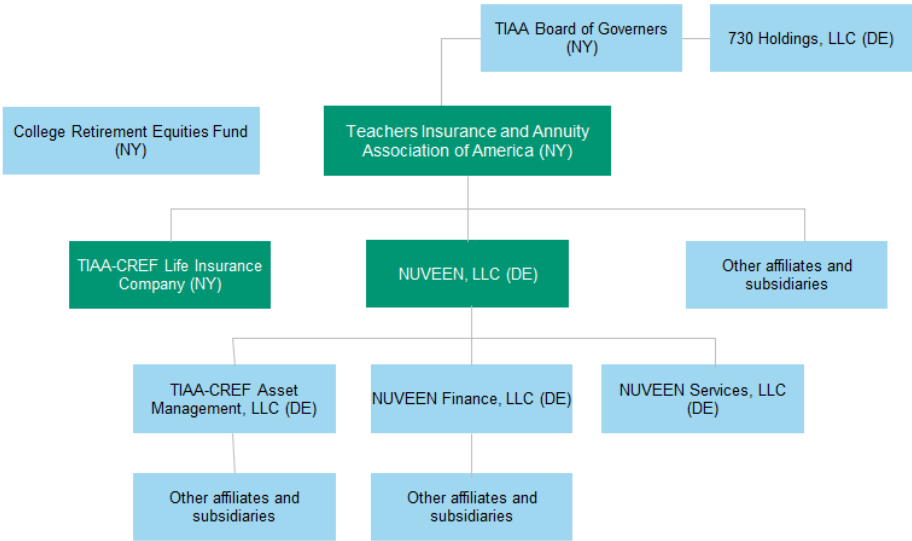 TIAA Board of Governers
(NY)
730 Holdings, LLC (DE)
College Retirement Equities Fund
(NY)
Teachers Insurance and Annuity
Association of America (NY)
TIAA-CREF Life Insurance
Company (NY)
NUVEEN, LLC (DE)
Other affiliates and
subsidiaries
TIAA-CREF Asset
Management, LLC (DE)
NUVEEN Finance, LLC (DE)
NUVEEN Services, LLC
(DE)
Other affiliates and
subsidiaries
Other affiliates and
subsidiaries